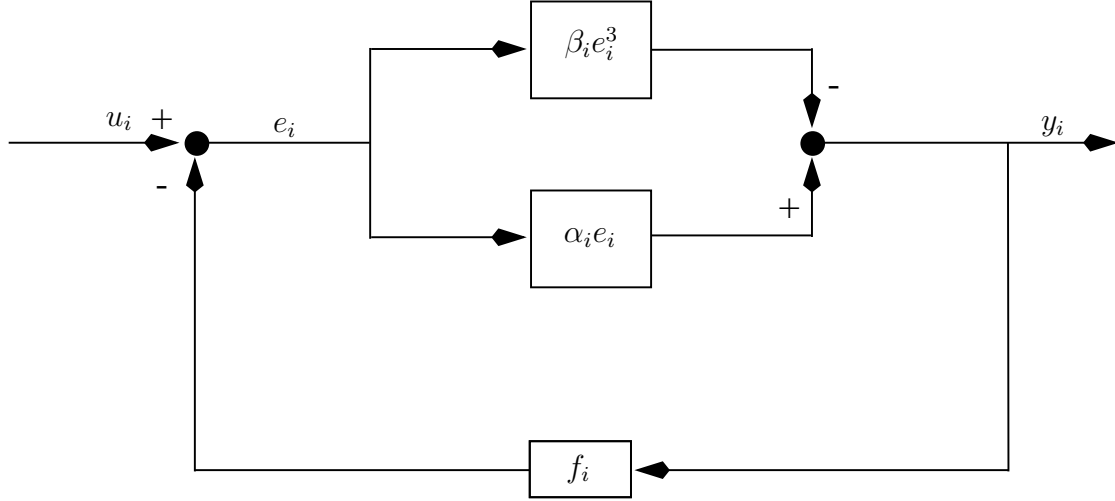 β_i e_i^3
-
u_i +
e_i
y_i
-
+
α_i e_i
f_i